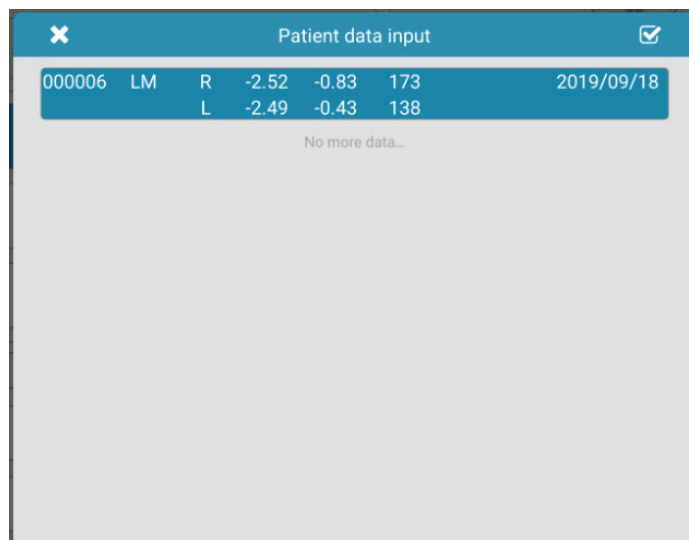 Patient data input
000006 LM R -2.52 -0.83 173 2019/09/18
L -2.49 -0.43 138
No more data...